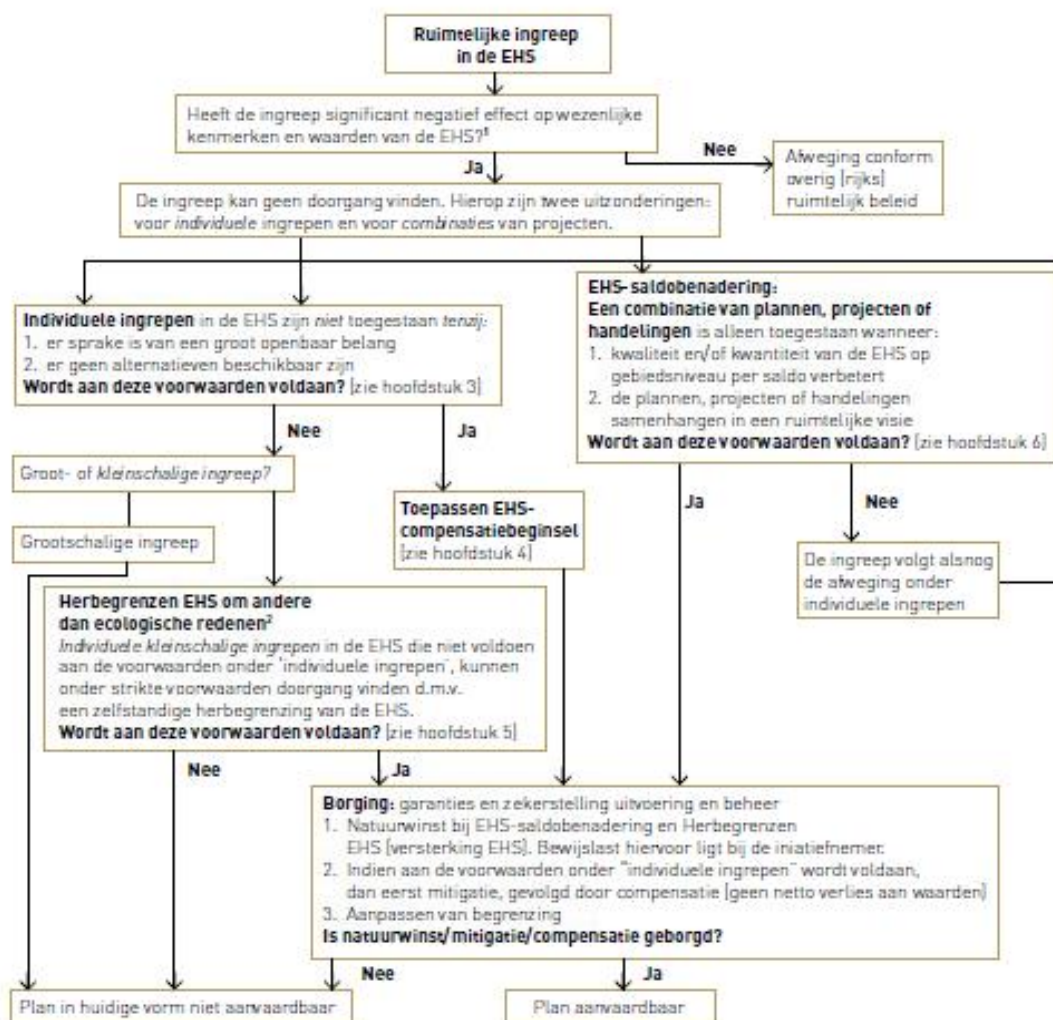 Ruimtelijke ingreep
in de EHS
Heeft de ingreep significant negatief effect op wezenlijke
kenmerken en waarden van de EHS?⁵
Nee
Ja
Afweging conform
overig (rijks)
ruimtelijk beleid
De ingreep kan geen doorgang vinden. Hierop zijn twee uitzonderingen:
voor individuele ingrepen en voor combinaties van projecten.
Individuele ingrepen in de EHS zijn niet toegestaan tenzij:
1. er sprake is van een groot openbaar belang
2. er geen alternatieven beschikbaar zijn
Wordt aan deze voorwaarden voldaan? (zie hoofdstuk 3)
EHS-saldobenadering:
Een combinatie van plannen, projecten of
handelingen is alleen toegestaan wanneer:
1. kwaliteit en/of kwantiteit van de EHS op
gebiedsniveau per saldo verbetert
2. de plannen, projecten of handelingen
samenhangen in een ruimtelijke visie
Wordt aan deze voorwaarden voldaan? (zie hoofdstuk 6)
Nee
Ja
Groot- of kleinschalige ingreep?
Grootschalige ingreep
Toepassen EHS-
compensatiebeginsel
(zie hoofdstuk 4)
Ja
Nee
De ingreep volgt alsnog
de afweging onder
individuele ingrepen
Herbegrenzen EHS om andere
dan ecologische redenen²
Individuele kleinschalige ingrepen in de EHS die niet voldoen
aan de voorwaarden onder 'individuele ingrepen', kunnen
onder strikte voorwaarden doorgang vinden d.m.v.
een zelfstandige herbegrenzing van de EHS.
Wordt aan deze voorwaarden voldaan? (zie hoofdstuk 5)
Nee
Ja
Borging: garanties en zekerstelling uitvoering en beheer
1. Natuurwinst bij EHS-saldobenadering en Herbegrenzen
EHS (versterking EHS). Bewijslast hiervoor ligt bij de iniatiefnemer.
2. Indien aan de voorwaarden onder "individuele ingrepen" wordt voldaan,
dan eerst mitigatie, gevolgd door compensatie (geen netto verlies aan waarden)
3. Aanpassen van begrenzing
Is natuurwinst/mitigatie/compensatie geborgd?
Nee
Ja
Plan in huidige vorm niet aanvaardbaar
Plan aanvaardbaar